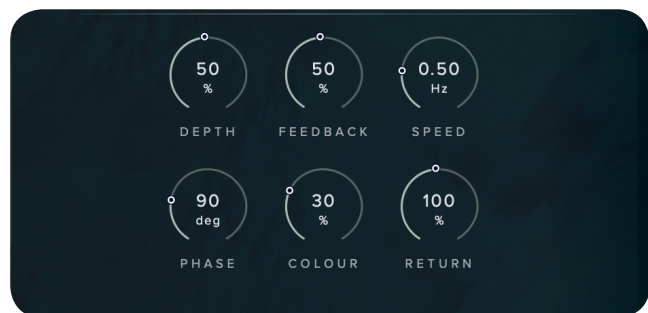 50 50 0.50
% % Hz
DEPTH FEEDBACK SPEED
90 30 100
deg % %
PHASE COLOUR RETURN